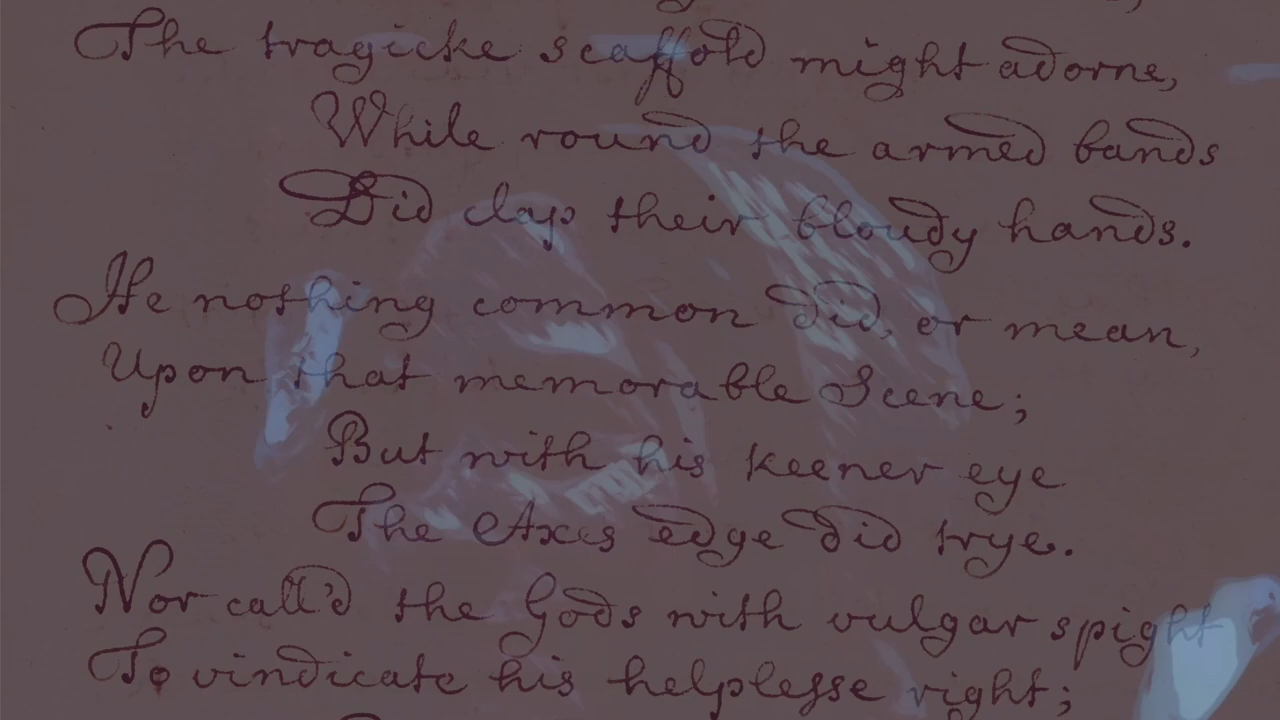 The tragicke scaffold might adorne,
While round the armed bands
Did clap their bloudy hands.
He nothing common did, or mean,
Upon that memorable Scene;
But with his keener eye
The Axes edge did trye.
Nor call'd the Gods with vulgar spight
To vindicate his helplesse right;